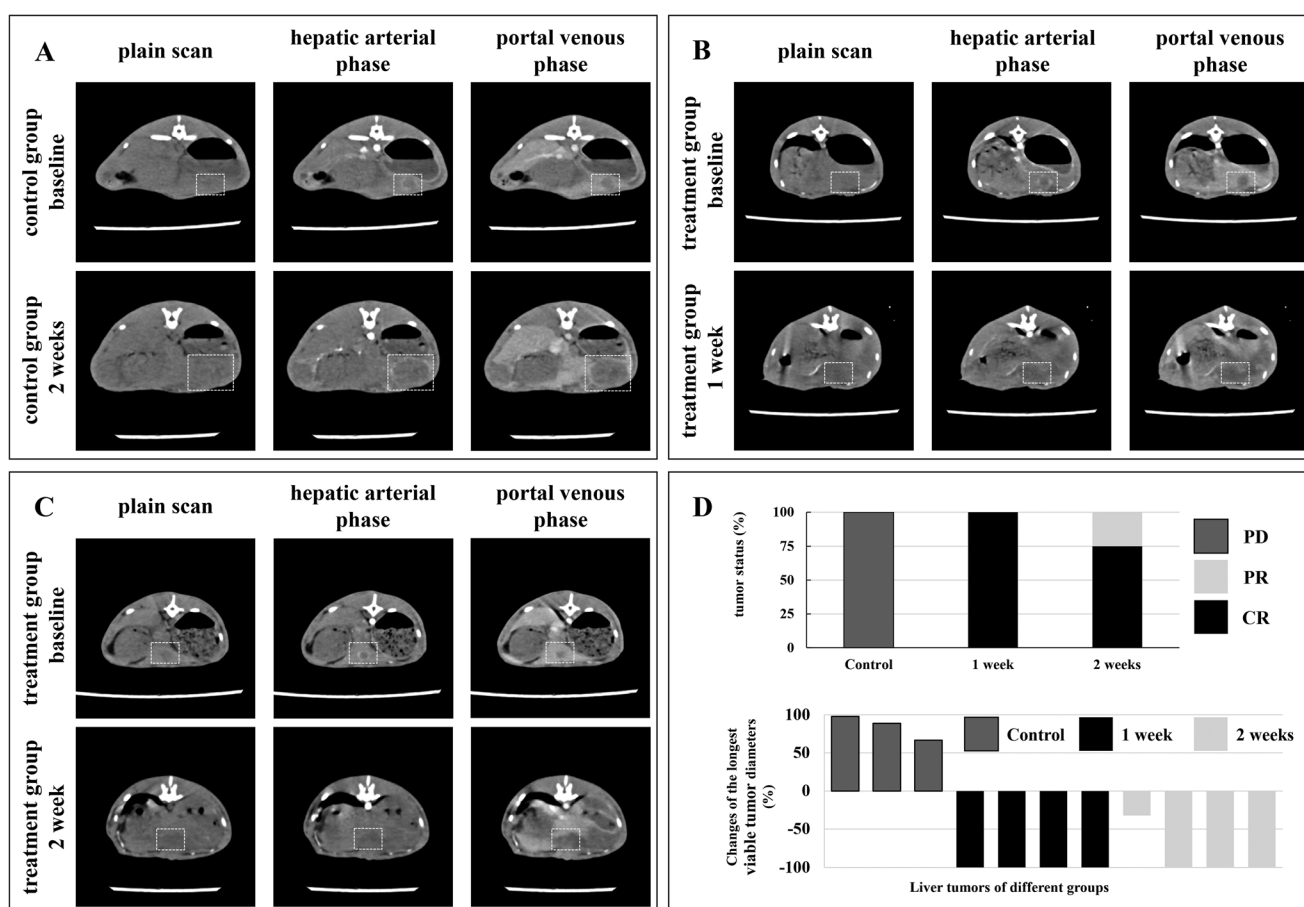 A
plain scan
hepatic arterial
phase
portal venous
phase
control group
baseline
control group
2 weeks
B
plain scan
hepatic arterial
phase
portal venous
phase
treatment group
baseline
treatment group
1 week
C
plain scan
hepatic arterial
phase
portal venous
phase
treatment group
baseline
treatment group
2 week
D
tumor status (%)
100
75
50
25
0
Control
1 week
2 weeks
PD
PR
CR
Changes of the longest
viable tumor diameters
(%)
100
50
0
-50
-100
Control
1 week
2 weeks
Liver tumors of different groups